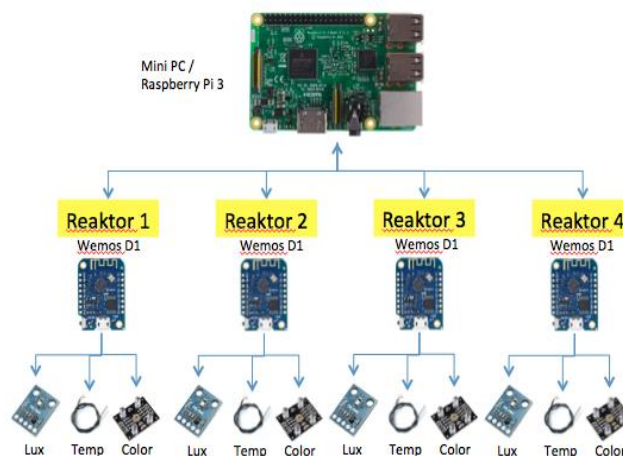 Mini PC /
Raspberry Pi 3
Reaktor 1
Wemos D1
Reaktor 2
Wemos D1
Reaktor 3
Wemos D1
Reaktor 4
Wemos D1
Lux Temp Color
Lux Temp Color
Lux Temp Color
Lux Temp Color